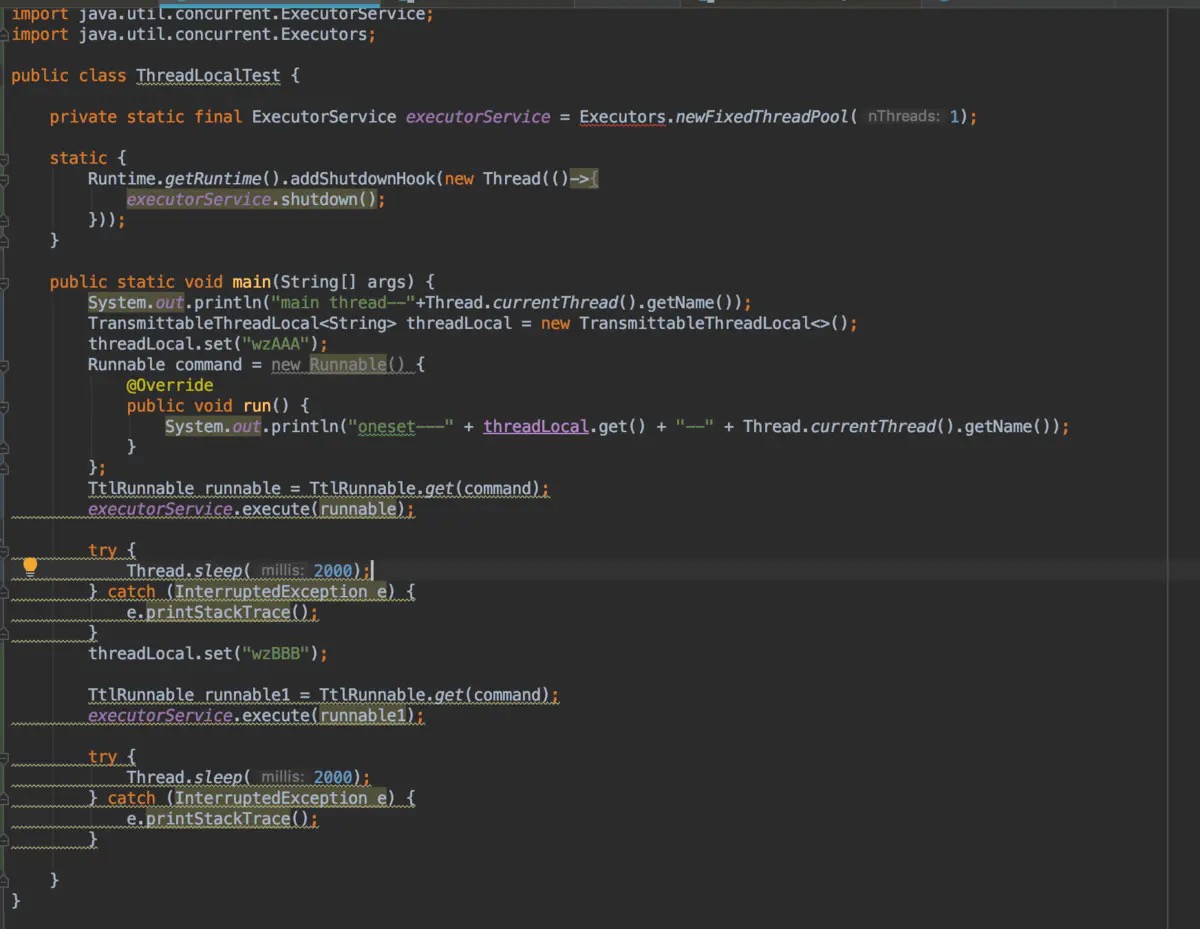 import java.util.concurrent.ExecutorService;
import java.util.concurrent.Executors;
public class ThreadLocalTest {
private static final ExecutorService executorService = Executors.newFixedThreadPool( nThreads: 1);
static {
Runtime.getRuntime().addShutdownHook(new Thread(()->{
executorService.shutdown();
}));
}
public static void main(String[] args) {
System.out.println("main thread--"+Thread.currentThread().getName());
TransmittableThreadLocal<String> threadLocal = new TransmittableThreadLocal<>();
threadLocal.set("wzAAA");
Runnable command = new Runnable() {
@Override
public void run() {
System.out.println("oneset---" + threadLocal.get() + "--" + Thread.currentThread().getName());
}
};
TtlRunnable runnable = TtlRunnable.get(command);
executorService.execute(runnable);
try {
Thread.sleep( millis: 2000);
} catch (InterruptedException e) {
e.printStackTrace();
}
threadLocal.set("wzBBB");
TtlRunnable runnable1 = TtlRunnable.get(command);
executorService.execute(runnable1);
try {
Thread.sleep( millis: 2000);
} catch (InterruptedException e) {
e.printStackTrace();
}
}
}